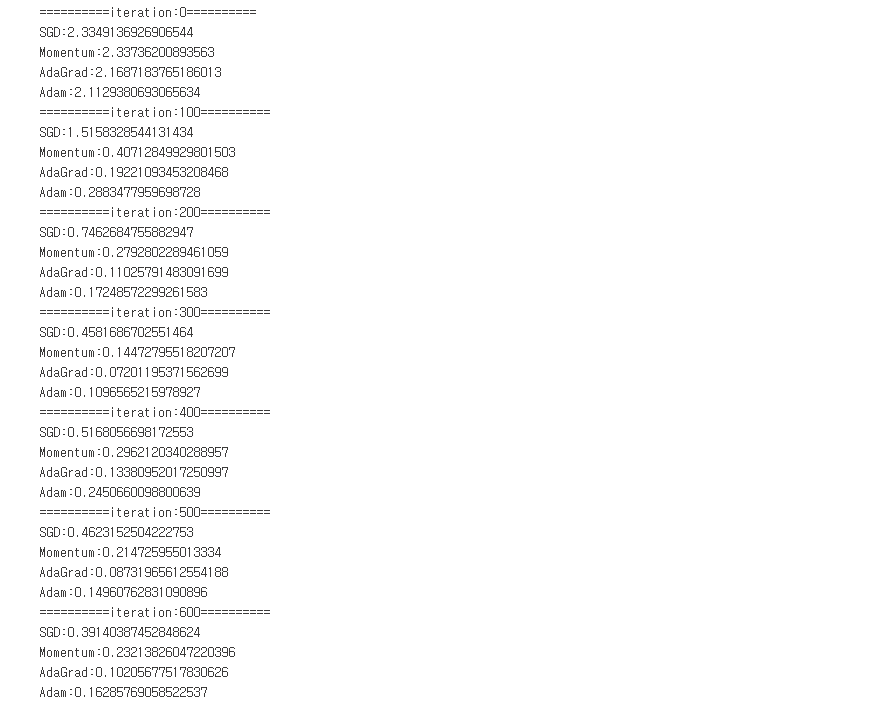 ==========iteration:0==========
SGD:2.3349136926906544
Momentum:2.33736200893563
AdaGrad:2.1687183765186013
Adam:2.1129380693065634
==========iteration:100==========
SGD:1.5158328544131434
Momentum:0.40712849929801503
AdaGrad:0.19221093453208468
Adam:0.2883477959698728
==========iteration:200==========
SGD:0.7462684755882947
Momentum:0.2792802289461059
AdaGrad:0.11025791483091699
Adam:0.17248572299261583
==========iteration:300==========
SGD:0.4581686702551464
Momentum:0.14472795518207207
AdaGrad:0.07201195371562699
Adam:0.1096565215978927
==========iteration:400==========
SGD:0.5168056698172553
Momentum:0.2962120340288957
AdaGrad:0.13380952017250997
Adam:0.2450660098800639
==========iteration:500==========
SGD:0.4623152504222753
Momentum:0.214725955013334
AdaGrad:0.08731965612554188
Adam:0.14960762831090896
==========iteration:600==========
SGD:0.39140387452848624
Momentum:0.23213826047220396
AdaGrad:0.10205677517830626
Adam:0.16285769058522537